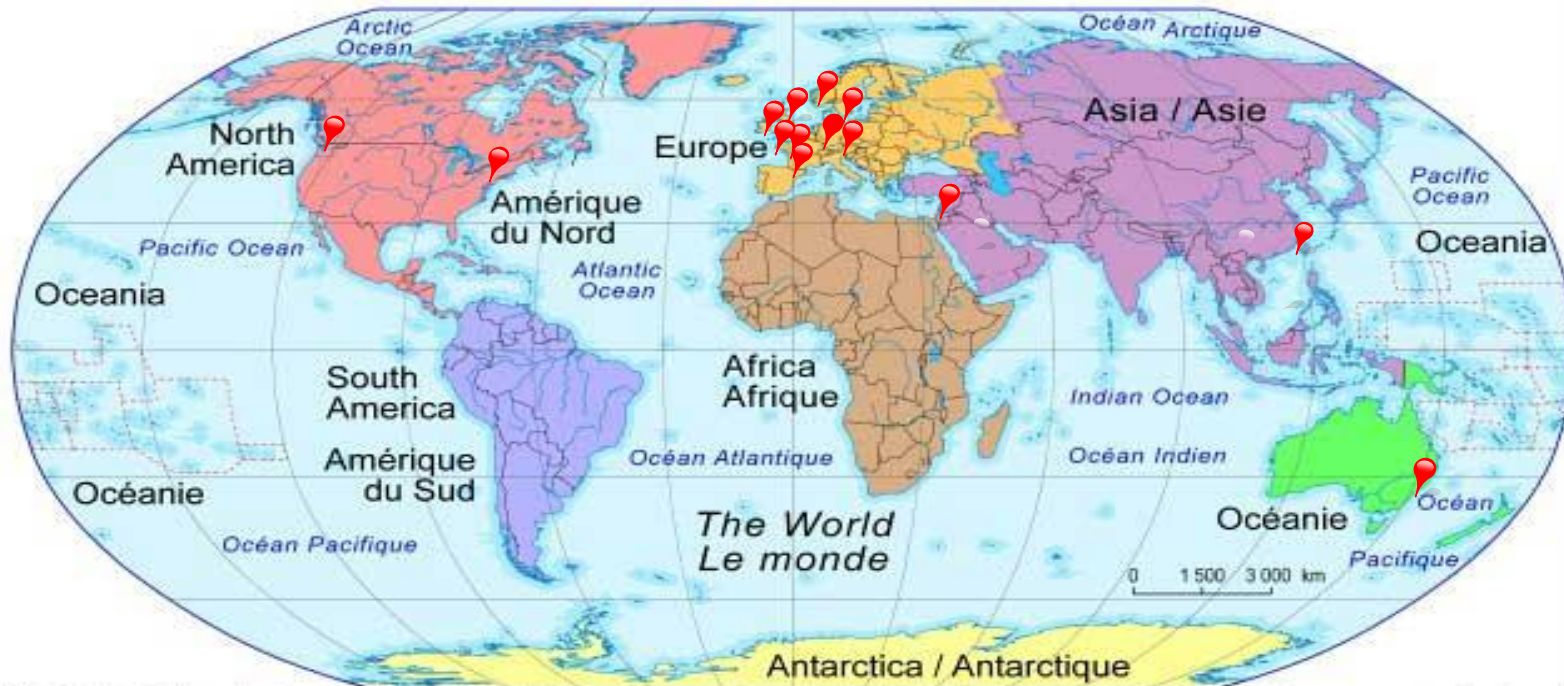 Arctic
Ocean
Océan Arctique
North
America
Amérique
du Nord
Europe
Asia / Asie
Pacific
Ocean
Pacific Ocean
Atlantic
Ocean
Oceania
Oceania
South
America
Amérique
du Sud
Africa
Afrique
Indian Ocean
Océan Atlantique
Océan Indien
Océanie
Océanie
Océan
Pacifique
Océan Pacifique
The World
Le monde
0 1 500 3 000 km
Antarctica / Antarctique